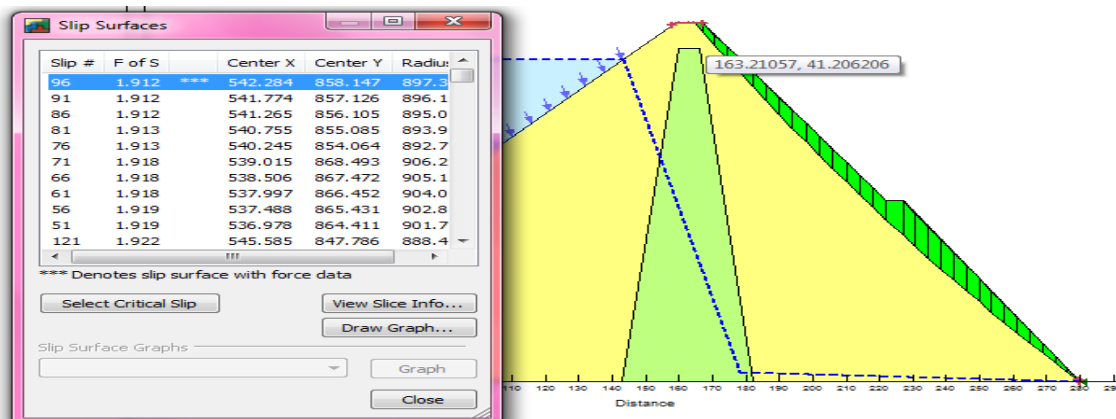 Slip Surfaces
Slip # F of S Center X Center Y Radiu
96 1.912 *** 542.284 858.147 897.3
91 1.912 541.774 857.126 896.1
86 1.912 541.265 856.105 895.0
81 1.913 540.755 855.085 893.9
76 1.913 540.245 854.064 892.7
71 1.918 539.015 868.493 906.2
66 1.918 538.506 867.472 905.1
61 1.918 537.997 866.452 904.0
56 1.919 537.488 865.431 902.8
51 1.919 536.978 864.411 901.7
121 1.922 545.585 847.786 888.4
*** Denotes slip surface with force data
Select Critical Slip
View Slice Info...
Draw Graph...
Slip Surface Graphs
Graph
Close
163.21057, 41.206206
110 120 130 140 150 160 170 180 190 200 210 220 230 240 250 260 270 280 29
Distance